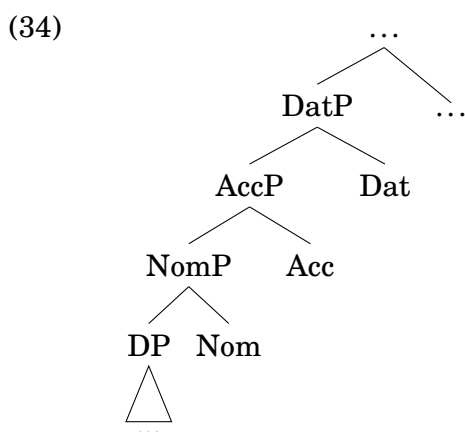 (34)
…
DatP …
AccP Dat
NomP Acc
DP Nom
…